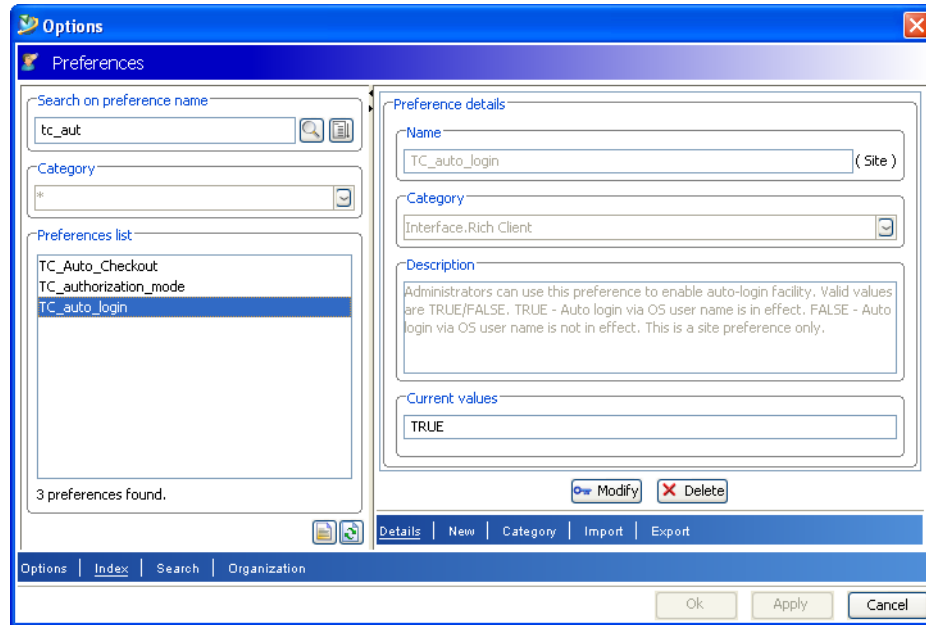 Options
Preferences
Search on preference name
tc_aut
Category
*
Preferences list
TC_Auto_Checkout
TC_authorization_mode
TC_auto_login
3 preferences found.
Preference details
Name
TC_auto_login ( Site )
Category
Interface.Rich Client
Description
Administrators can use this preference to enable auto-login facility. Valid values
are TRUE/FALSE. TRUE - Auto login via OS user name is in effect. FALSE - Auto
login via OS user name is not in effect. This is a site preference only.
Current values
TRUE
Modify Delete
Details New Category Import Export
Options Index Search Organization
Ok Apply Cancel